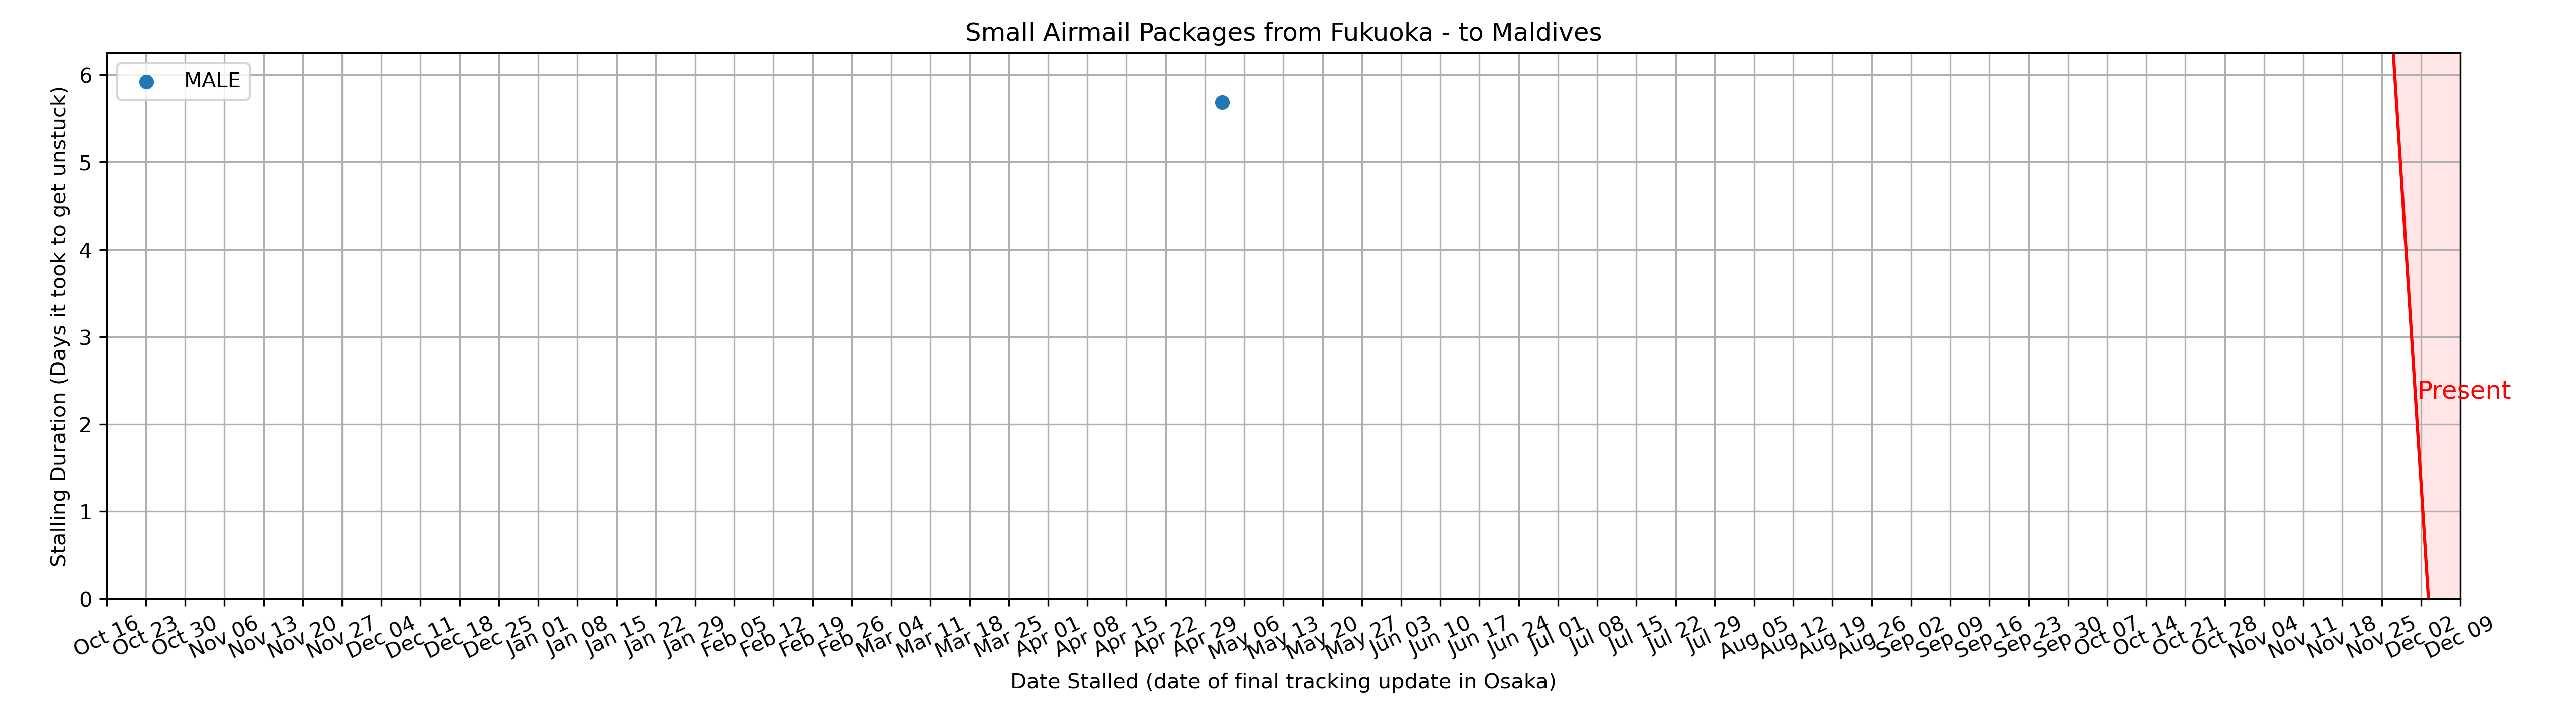 Small Airmail Packages from Fukuoka - to Maldives
MALE
Stalling Duration (Days it took to get unstuck)
6
5
4
3
2
1
0
Present
Oct 16 Oct 23 Oct 30 Nov 06 Nov 13 Nov 20 Nov 27 Dec 04 Dec 11 Dec 18 Dec 25 Jan 01 Jan 08 Jan 15 Jan 22 Jan 29 Feb 05 Feb 12 Feb 19 Feb 26 Mar 04 Mar 11 Mar 18 Mar 25 Apr 01 Apr 08 Apr 15 Apr 22 Apr 29 May 06 May 13 May 20 May 27 Jun 03 Jun 10 Jun 17 Jun 24 Jul 01 Jul 08 Jul 15 Jul 22 Jul 29 Aug 05 Aug 12 Aug 19 Aug 26 Sep 02 Sep 09 Sep 16 Sep 23 Sep 30 Oct 07 Oct 14 Oct 21 Oct 28 Nov 04 Nov 11 Nov 18 Nov 25 Dec 02 Dec 09
Date Stalled (date of final tracking update in Osaka)